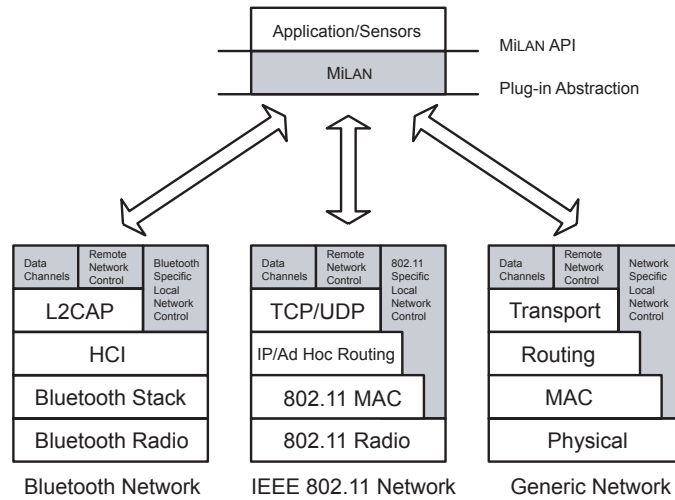 Application/Sensors
MiLAN API
MiLAN
Plug-in Abstraction
Data
Channels
Remote
Network
Control
Bluetooth
Specific
Local
Network
Control
L2CAP
HCI
Bluetooth Stack
Bluetooth Radio
Bluetooth Network
Data
Channels
Remote
Network
Control
802.11
Specific
Local
Network
Control
TCP/UDP
IP/Ad Hoc Routing
802.11 MAC
802.11 Radio
IEEE 802.11 Network
Data
Channels
Remote
Network
Control
Network
Specific
Local
Network
Control
Transport
Routing
MAC
Physical
Generic Network